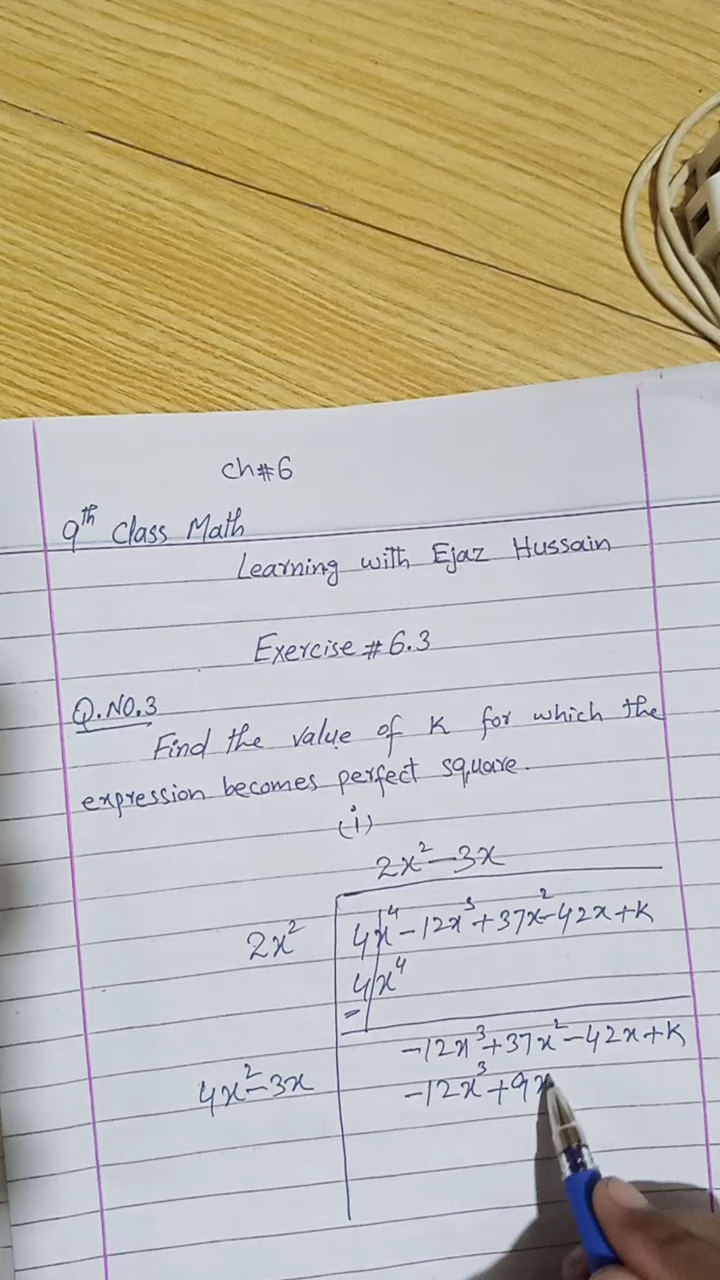 Ch#6
9th Class Math
Learning with Ejaz Hussain
Exercise # 6.3
Q.NO.3
Find the value of K for which the
expression becomes perfect square.
(i)
2x² - 3x
2x² 4x⁴ - 12x³ + 37x² - 42x + K
4x⁴
-
-12x³ + 37x² - 42x + K
4x² - 3x -12x³ + 9x